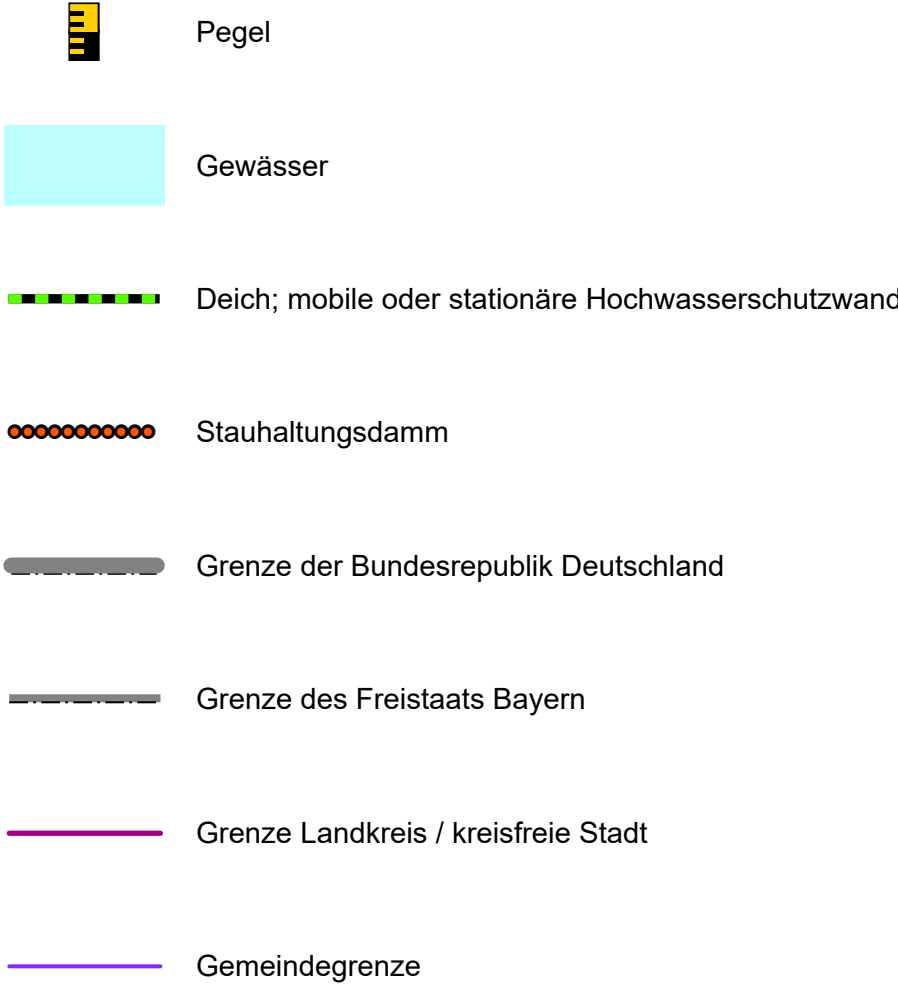 Pegel
Gewässer
Deich; mobile oder stationäre Hochwasserschutzwand
Stauhaltungsdamm
Grenze der Bundesrepublik Deutschland
Grenze des Freistaats Bayern
Grenze Landkreis / kreisfreie Stadt
Gemeindegrenze